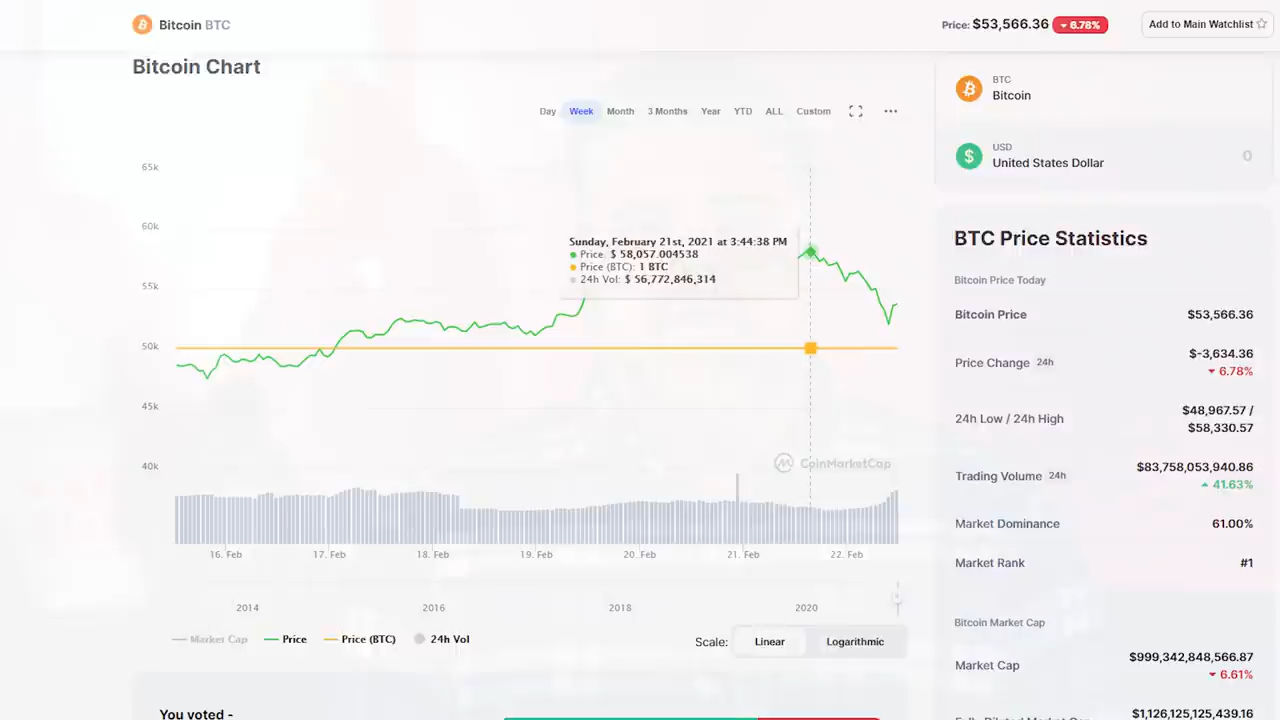 Bitcoin BTC
Price: $53,566.36 6.78%
Add to Main Watchlist
Bitcoin Chart
Day Week Month 3 Months Year YTD ALL Custom
65k
60k
55k
50k
45k
40k
Sunday, February 21st, 2021 at 3:44:38 PM
Price: $ 58,057.004538
Price (BTC): 1 BTC
24h Vol: $ 56,772,846,314
CoinMarketCap
16. Feb 17. Feb 18. Feb 19. Feb 20. Feb 21. Feb 22. Feb
2014 2016 2018 2020
Market Cap Price Price (BTC) 24h Vol
Scale: Linear Logarithmic
You voted -
BTC
Bitcoin
USD
United States Dollar 0
BTC Price Statistics
Bitcoin Price Today
Bitcoin Price $53,566.36
Price Change 24h $-3,634.36
6.78%
24h Low / 24h High $48,967.57 /
$58,330.57
Trading Volume 24h $83,758,053,940.86
41.63%
Market Dominance 61.00%
Market Rank #1
Bitcoin Market Cap
Market Cap $999,342,848,566.87
6.61%
$1,126,125,125,439.16